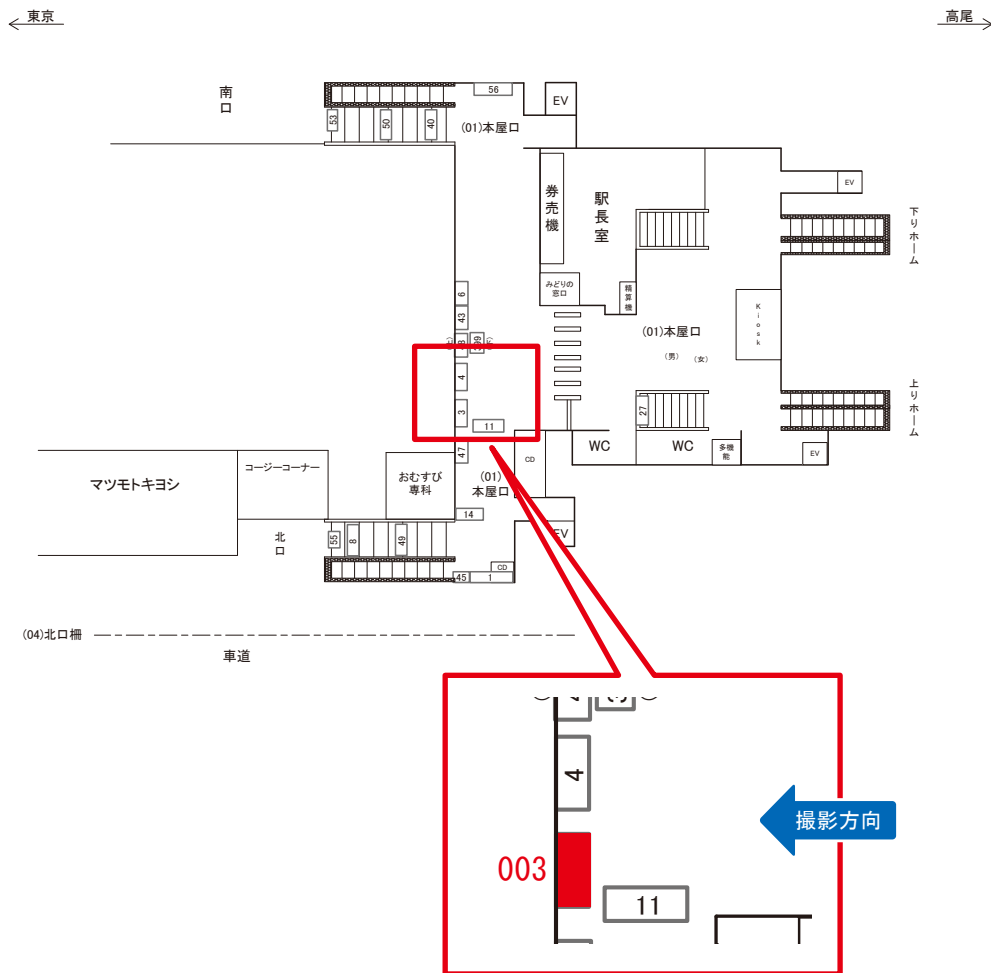 東京
高尾
南口
56
EV
53
50
40
(01)本屋口
券売機
駅長室
EV
下りホーム
みどりの
窓口
精算機
6
43
Kiosk
(01)本屋口
(男)
(女)
4
3
11
27
上りホーム
47
CD
WC
WC
多機能
EV
マツモトキヨシ
コージーコーナー
おむすび
専科
(01)
本屋口
14
EV
北口
55
8
49
45
1
CD
(04)北口柵
車道
4
撮影方向
003
11